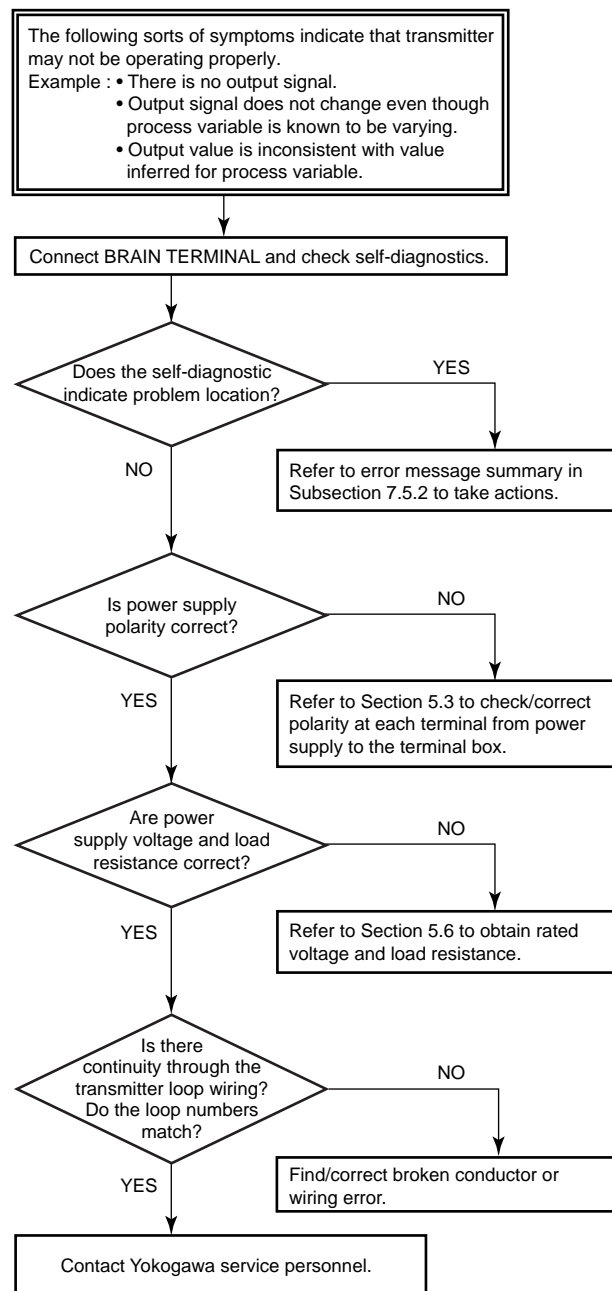 The following sorts of symptoms indicate that transmitter
may not be operating properly.
Example : • There is no output signal.
• Output signal does not change even though
process variable is known to be varying.
• Output value is inconsistent with value
inferred for process variable.
Connect BRAIN TERMINAL and check self-diagnostics.
Does the self-diagnostic
indicate problem location?
YES
NO
Refer to error message summary in
Subsection 7.5.2 to take actions.
Is power supply
polarity correct?
NO
YES
Refer to Section 5.3 to check/correct
polarity at each terminal from power
supply to the terminal box.
Are power
supply voltage and load
resistance correct?
NO
YES
Refer to Section 5.6 to obtain rated
voltage and load resistance.
Is there
continuity through the
transmitter loop wiring?
Do the loop numbers
match?
NO
YES
Find/correct broken conductor or
wiring error.
Contact Yokogawa service personnel.